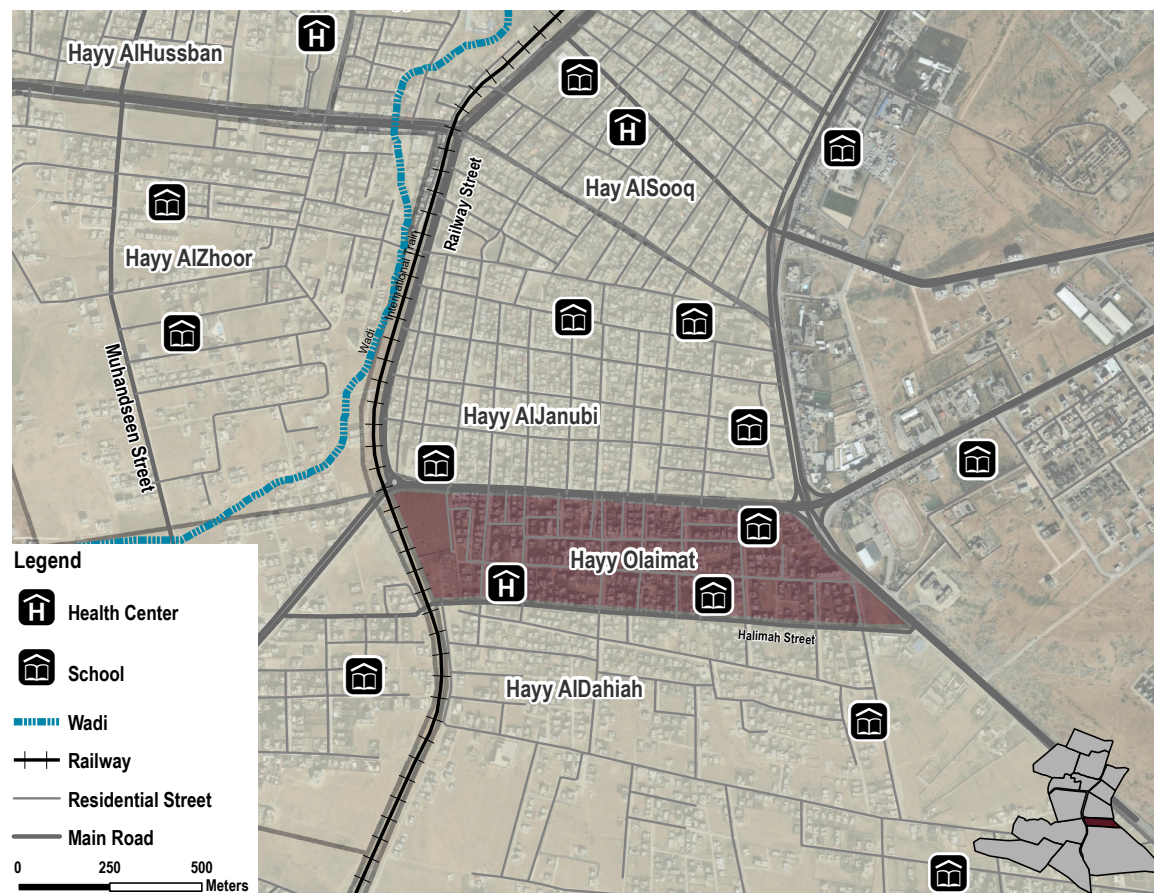 Hayy AlHussban
H
H
Hay AlSooq
Railway Street
Hayy AlZhoor
International Train
Wadi
Muhandseen Street
Hayy AlJanubi
Hayy Olaimat
H
Halimah Street
Hayy AlDahiah
Legend
H Health Center
School
Wadi
Railway
Residential Street
Main Road
0 250 500
Meters